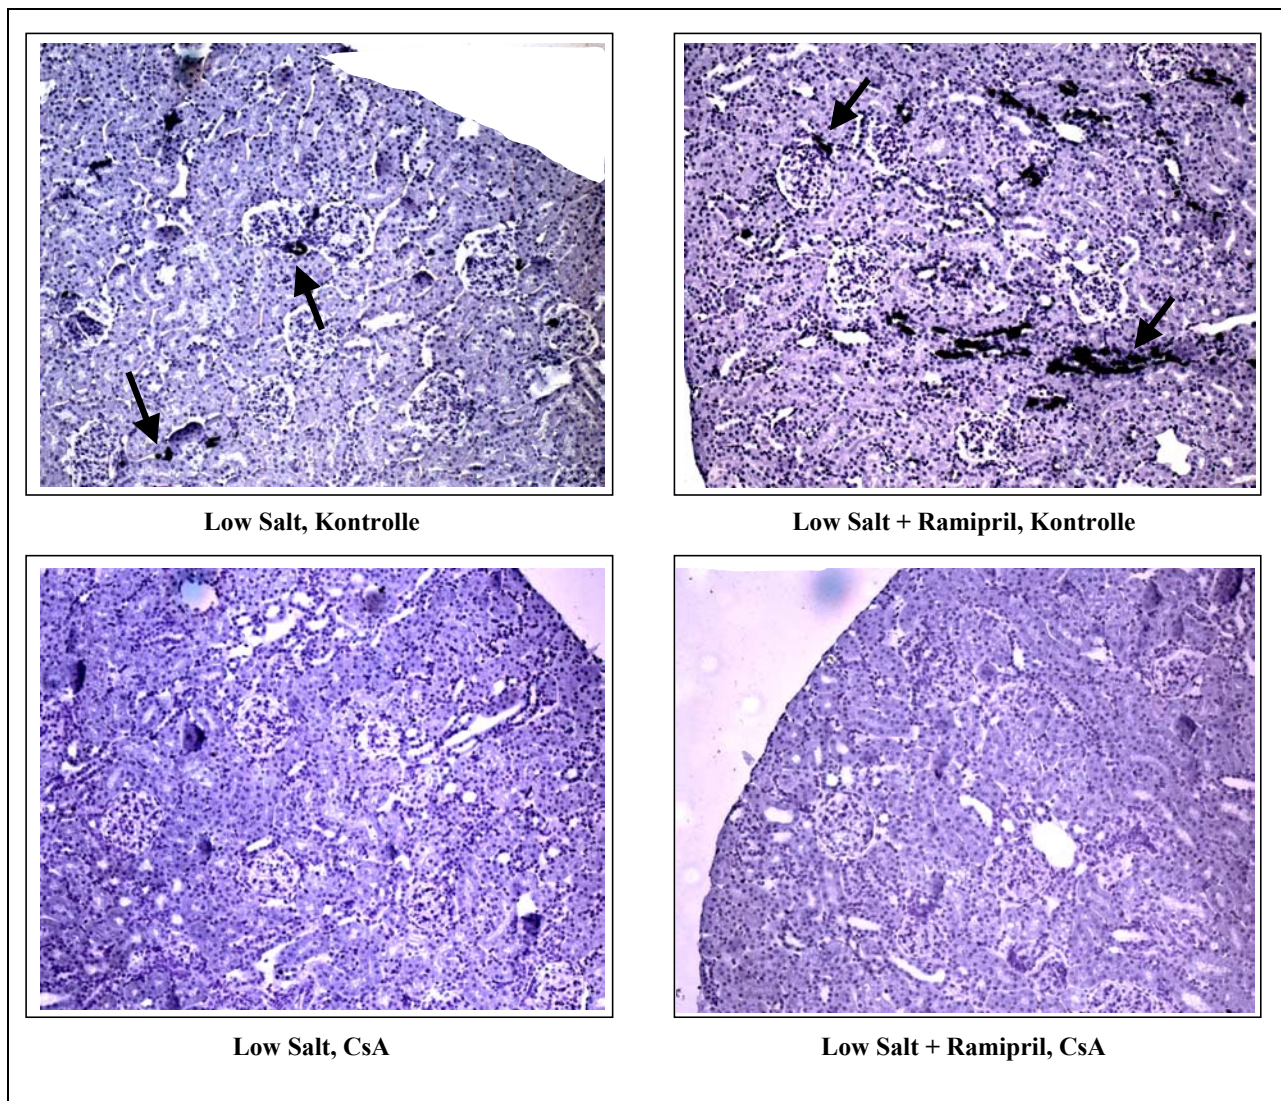 Low Salt, Kontrolle
Low Salt + Ramipril, Kontrolle
Low Salt, CsA
Low Salt + Ramipril, CsA